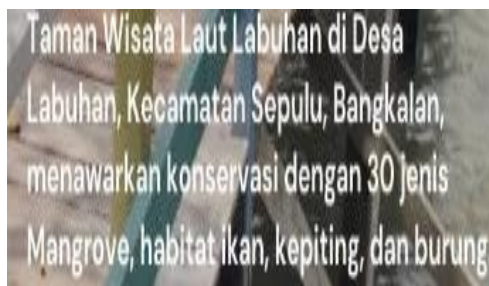 Taman Wisata Laut Labuhan di Desa
Labuhan, Kecamatan Sepulu, Bangkalan,
menawarkan konservasi dengan 30 jenis
Mangrove, habitat ikan, kepiting, dan burung